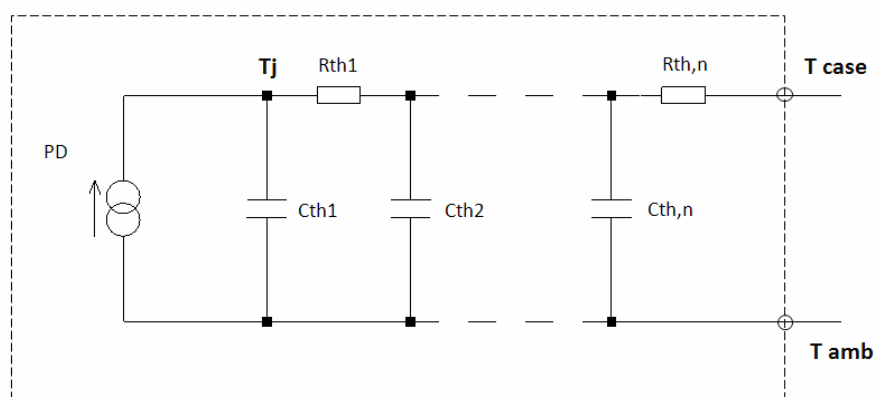 Tj
Rth1
Rth,n
T case
PD
Cth1
Cth2
Cth,n
T amb